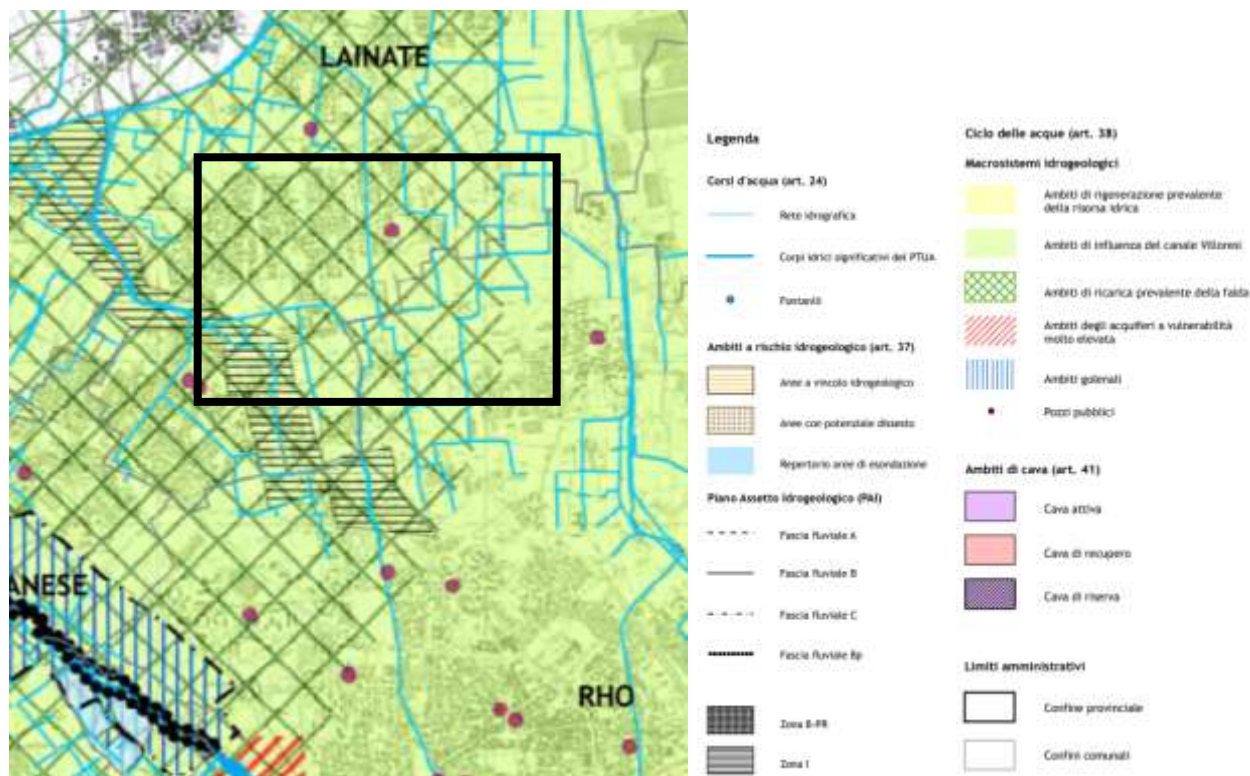 LAINATE
ANESE
RHO
Legenda
Corsi d'acqua (art. 24)
Rete idrografica
Corpi idrici significativi del PTUA
Fontanili
Ambiti a rischio idrogeologico (art. 37)
Aree a vincolo idrogeologico
Aree con potenziale dissesto
Repertorio aree di esondazione
Piano Assetto Idrogeologico (PAI)
Fascia fluviale A
Fascia fluviale B
Fascia fluviale C
Fascia fluviale Bp
Zona B-PR
Zona I
Ciclo delle acque (art. 38)
Macrosistemi idrogeologici
Ambiti di rigenerazione prevalente
della risorsa idrica
Ambiti di influenza del canale Villoresi
Ambiti di ricarica prevalente della falda
Ambiti degli acquiferi a vulnerabilità
molto elevata
Ambiti golenali
Pozzi pubblici
Ambiti di cava (art. 41)
Cava attiva
Cava di recupero
Cava di riserva
Limiti amministrativi
Confine provinciale
Confini comunali